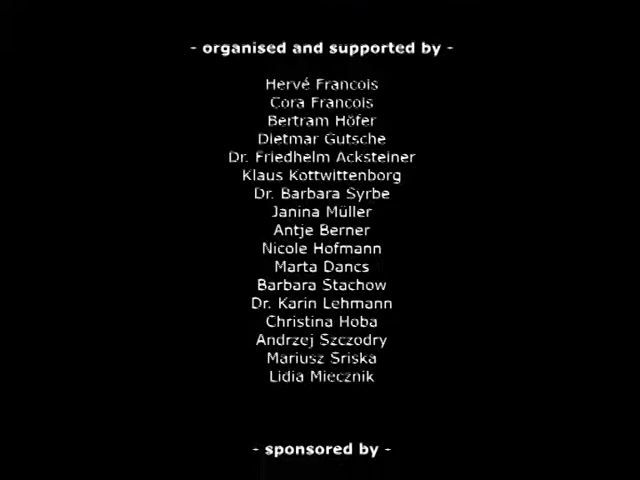 - organised and supported by -
Hervé Francois
Cora Francois
Bertram Höfer
Dietmar Gutsche
Dr. Friedhelm Acksteiner
Klaus Kottwittenborg
Dr. Barbara Syrbe
Janina Müller
Antje Berner
Nicole Hofmann
Marta Dancs
Barbara Stachow
Dr. Karin Lehmann
Christina Hoba
Andrzej Szczodry
Mariusz Sriska
Lidia Miecznik
- sponsored by -